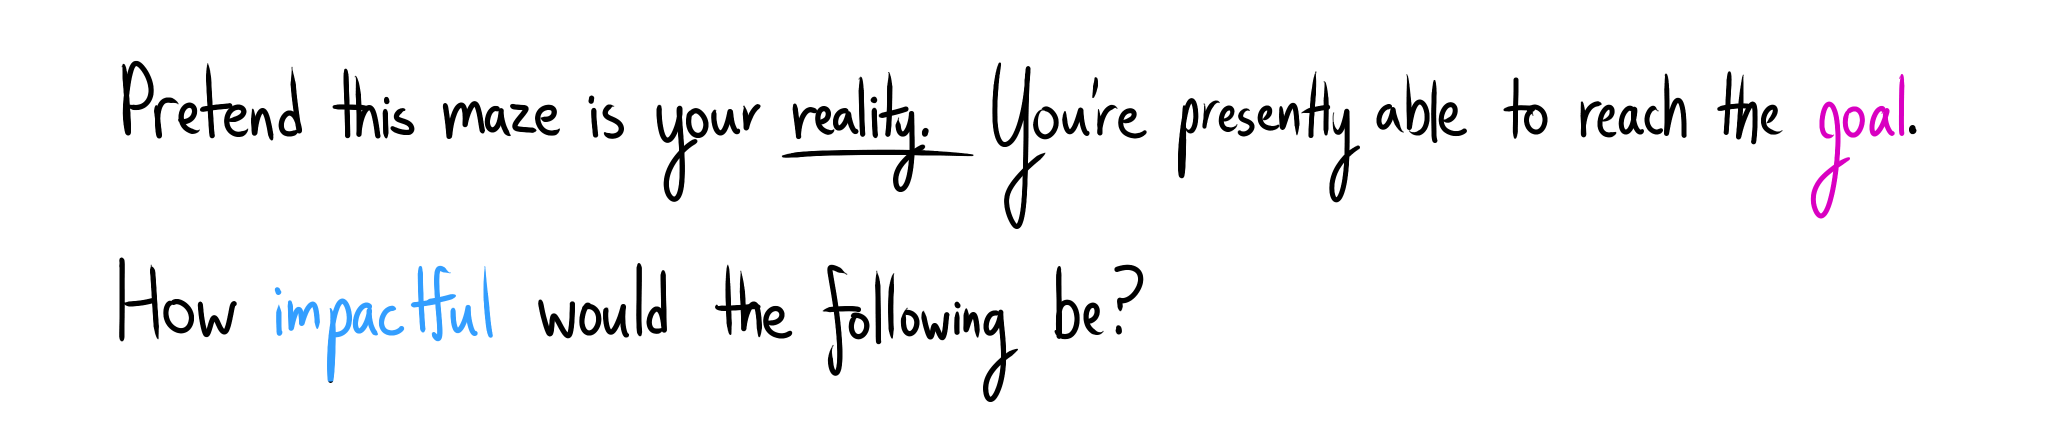 Pretend this maze is your reality. You're presently able to reach the goal.
How impactful would the following be?